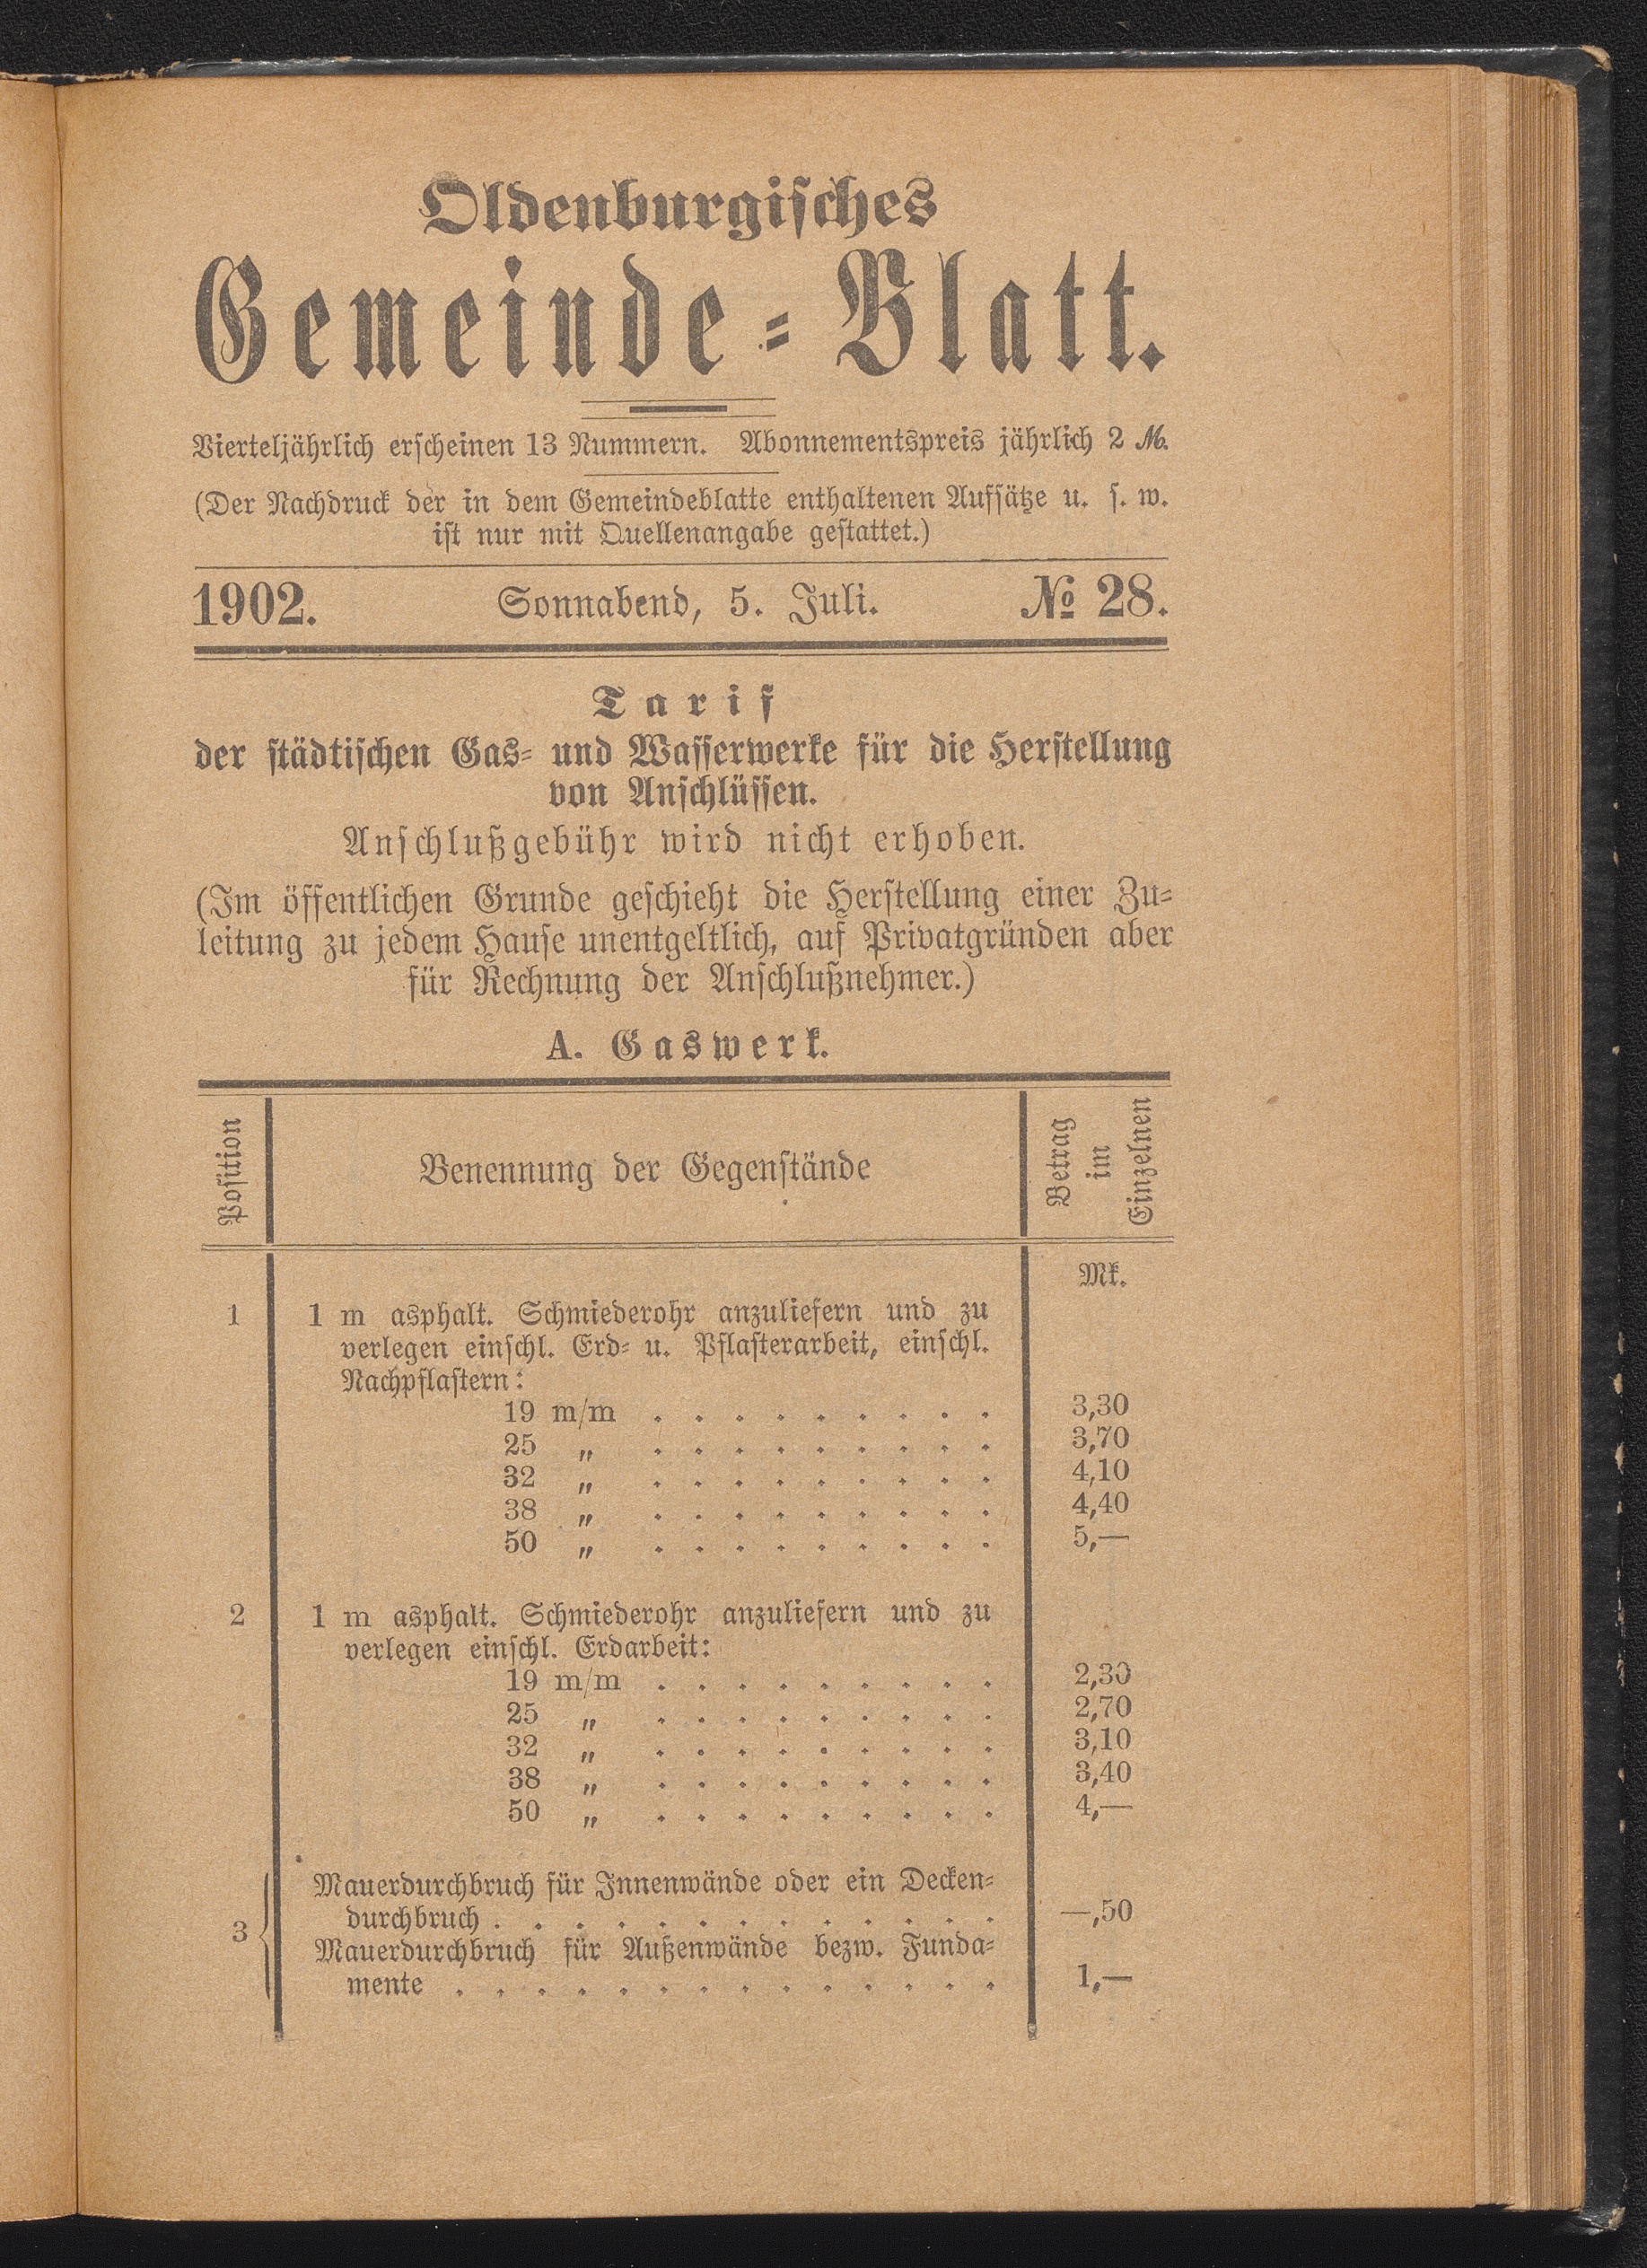 Oldenburgisches
Gemeinde-Blatt.
Vierteljährlich erscheinen 13 Nummern. Abonnementspreis jährlich 2 M.
(Der Nachdruck der in dem Gemeindeblatte enthaltenen Aufsätze u. s. w.
ist nur mit Quellenangabe gestattet.)
1902. Sonnabend, 5. Juli. № 28.
Tarif
der städtischen Gas- und Wasserwerke für die Herstellung
von Anschlüssen.
Anschlußgebühr wird nicht erhoben.
(Im öffentlichen Grunde geschieht die Herstellung einer Zu-
leitung zu jedem Hause unentgeltlich, auf Privatgründen aber
für Rechnung der Anschlußnehmer.)
A. Gaswerk.
Position Benennung der Gegenstände Betrag im Einzelnen
Mk.
1 1 m asphalt. Schmiederohr anzuliefern und zu
verlegen einschl. Erd- u. Pflasterarbeit, einschl.
Nachpflastern:
19 m/m . . . . . . . . . 3,30
25 „ . . . . . . . . . 3,70
32 „ . . . . . . . . . 4,10
38 „ . . . . . . . . . 4,40
50 „ . . . . . . . . . 5,—
2 1 m asphalt. Schmiederohr anzuliefern und zu
verlegen einschl. Erdarbeit:
19 m/m . . . . . . . . . 2,30
25 „ . . . . . . . . . 2,70
32 „ . . . . . . . . . 3,10
38 „ . . . . . . . . . 3,40
50 „ . . . . . . . . . 4,—
3 Mauerdurchbruch für Innenwände oder ein Decken-
durchbruch . . . . . . . . . . . . . —,50
Mauerdurchbruch für Außenwände bezw. Funda-
mente . . . . . . . . . . . . . . 1,—